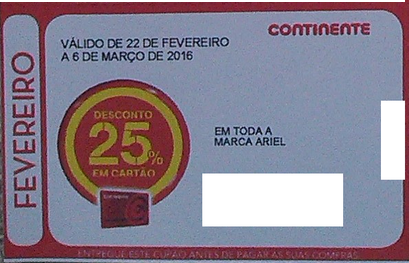 CONTINENTE
VÁLIDO DE 22 DE FEVEREIRO
A 6 DE MARÇO DE 2016
FEVEREIRO
DESCONTO
25%
EM CARTÃO
EM TODA A
MARCA ARIEL
ENTREGUE ESTE CUPÃO ANTES DE PAGAR AS SUAS COMPRAS